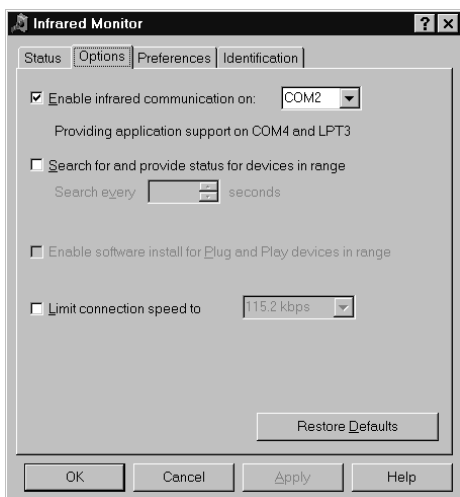 Infrared Monitor
Status Options Preferences Identification
Enable infrared communication on: COM2
Providing application support on COM4 and LPT3
Search for and provide status for devices in range
Search every seconds
Enable software install for Plug and Play devices in range
Limit connection speed to 115.2 kbps
Restore Defaults
OK Cancel Apply Help